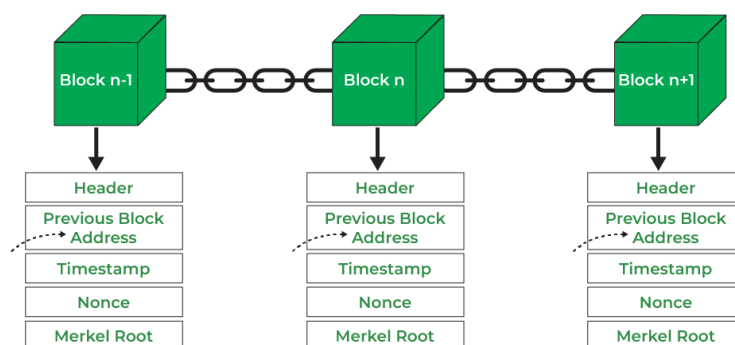 Block n-1
Block n
Block n+1
Header
Previous Block
Address
Timestamp
Nonce
Merkel Root
Header
Previous Block
Address
Timestamp
Nonce
Merkel Root
Header
Previous Block
Address
Timestamp
Nonce
Merkel Root